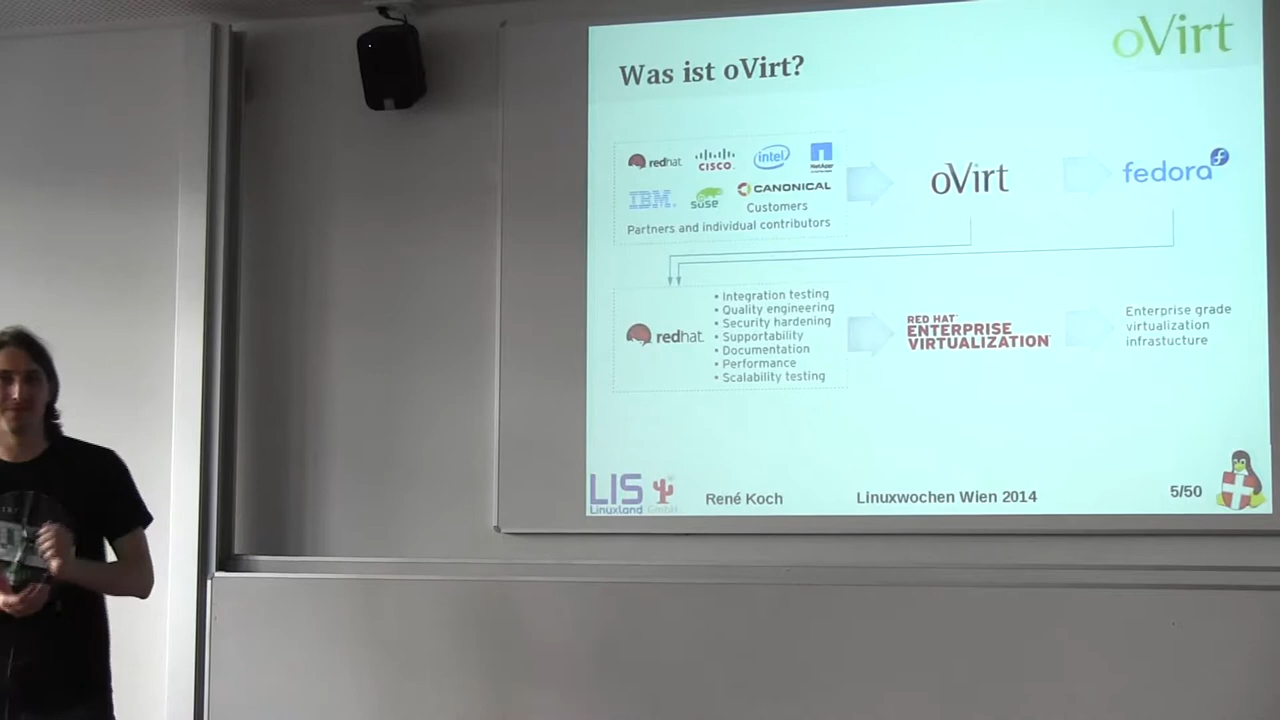 oVirt
Was ist oVirt?
redhat CISCO intel NetApp
IBM SUSE CANONICAL
Customers
Partners and individual contributors
oVirt
fedora
redhat
• Integration testing
• Quality engineering
• Security hardening
• Supportability
• Documentation
• Performance
• Scalability testing
RED HAT
ENTERPRISE
VIRTUALIZATION
Enterprise grade
virtualization
infrastucture
LIS
Linuxland GmbH
René Koch
Linuxwochen Wien 2014
5/50